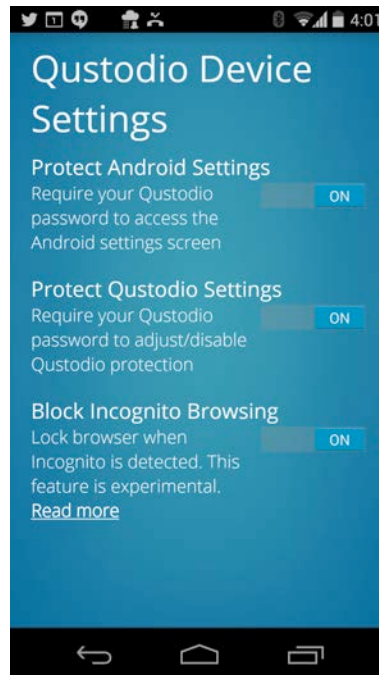 1
4:01
Qustodio Device
Settings
Protect Android Settings
Require your Qustodio
password to access the
Android settings screen
ON
Protect Qustodio Settings
Require your Qustodio
password to adjust/disable
Qustodio protection
ON
Block Incognito Browsing
Lock browser when
Incognito is detected. This
feature is experimental.
Read more
ON